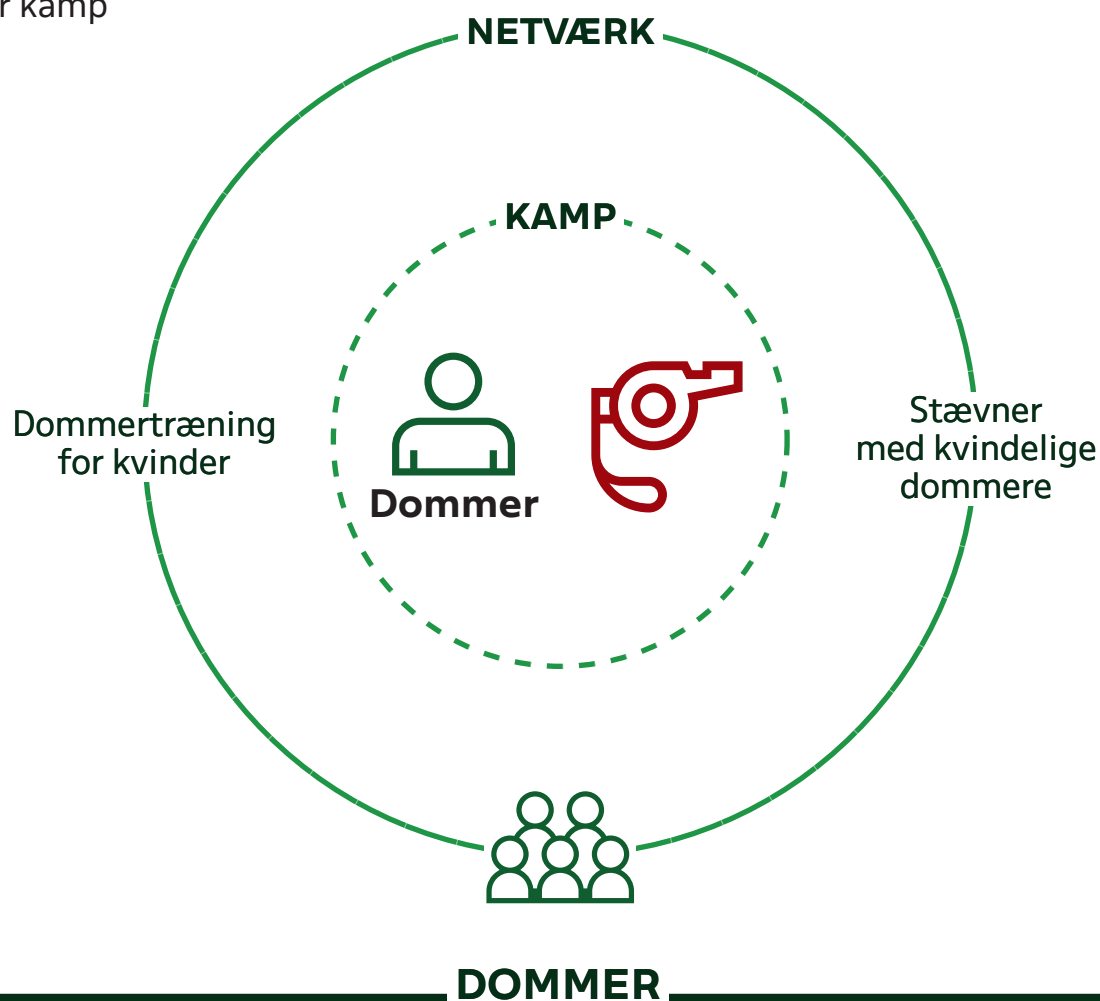 r kamp
NETVÆRK
KAMP
Dommertræning
for kvinder
Stævner
med kvindelige
dommere
Dommer
DOMMER